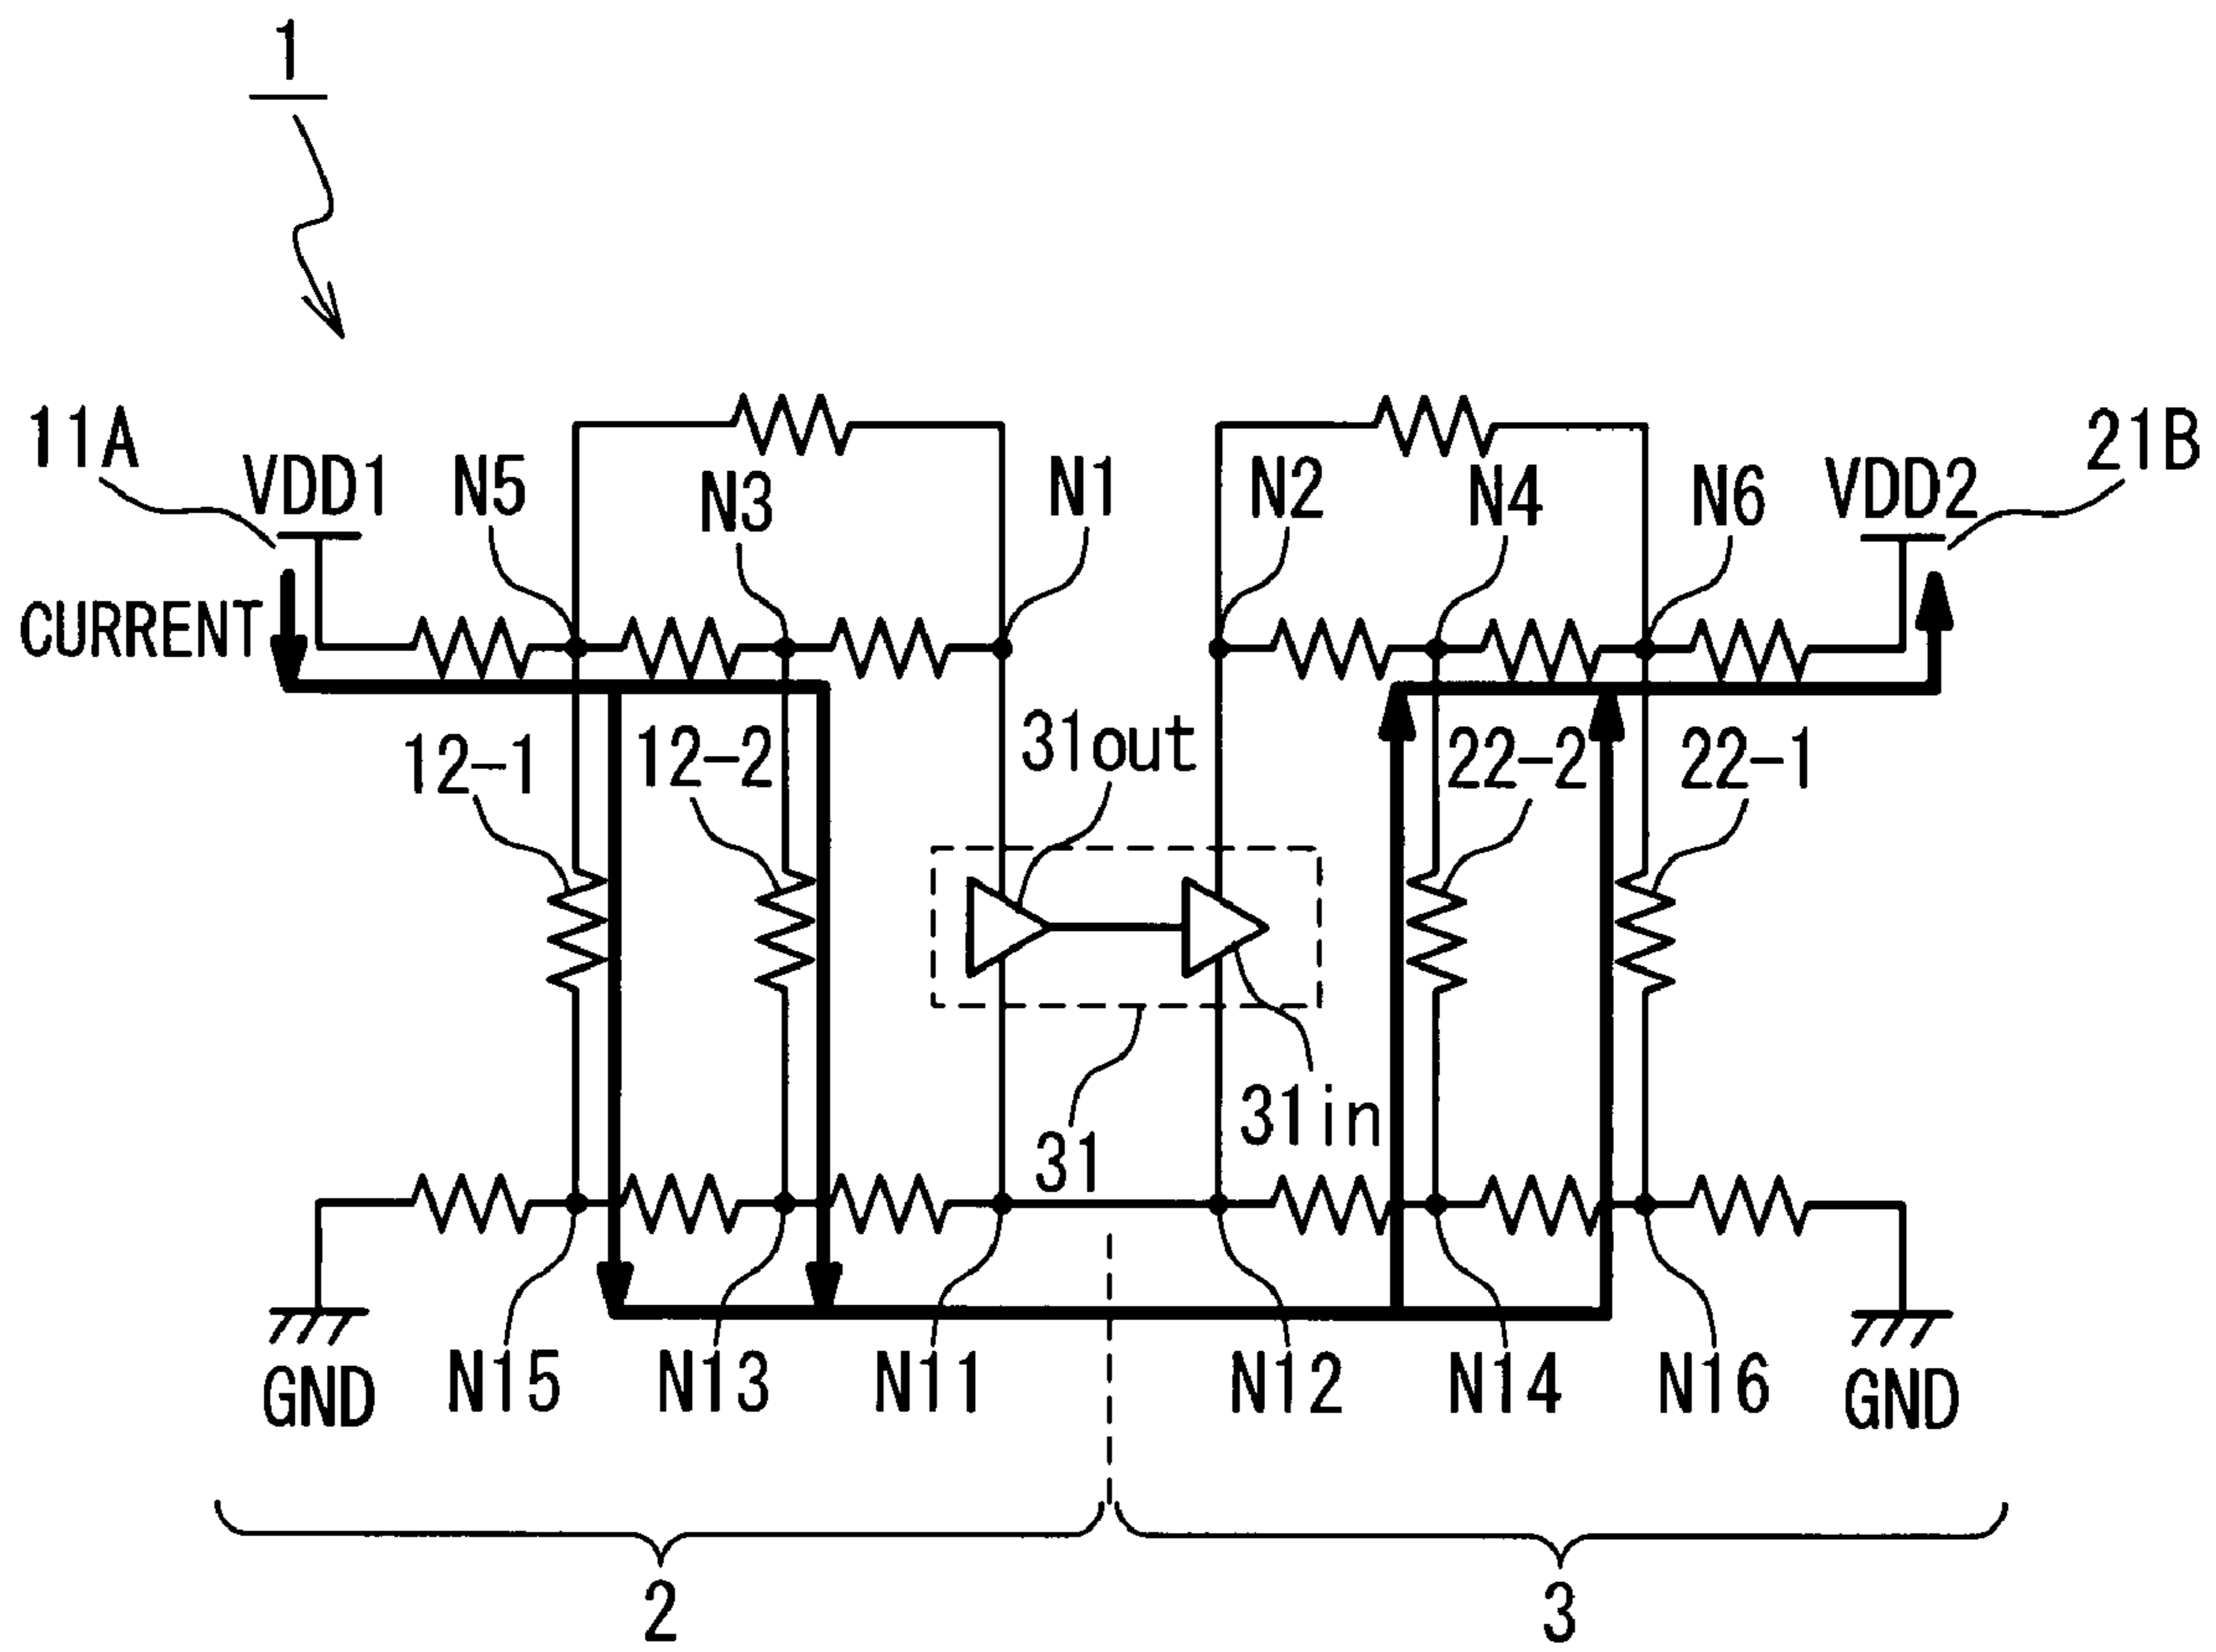 1
11A
VDD1
N5
N3
N1
N2
N4
N6
VDD2
21B
CURRENT
12-1
12-2
31out
22-2
22-1
31in
31
GND
N15
N13
N11
N12
N14
N16
GND
2
3